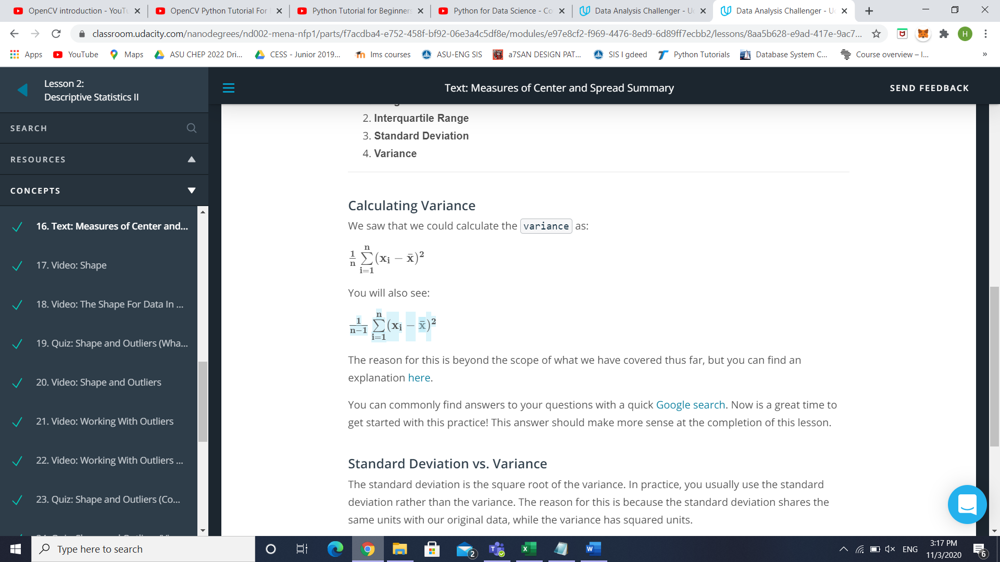 OpenCV introduction - YouTu
OpenCV Python Tutorial For
Python Tutorial for Beginners
Python for Data Science - Co
Data Analysis Challenger - U
Data Analysis Challenger - U
classroom.udacity.com/nanodegrees/nd002-mena-nfp1/parts/f7acdba4-e752-458f-bf92-06e3a4c5df8e/modules/e97e8cf2-f969-4476-8ed9-6d89ff7ecbb2/lessons/8aa5b628-e9ad-417e-9ac7...
H
Apps YouTube Maps ASU CHEP 2022 Dri... CESS - Junior 2019... lms courses ASU-ENG SIS a7SAN DESIGN PAT... SIS I gdeed Python Tutorials Database System C... Course overview – I... »
Lesson 2:
Descriptive Statistics II
SEARCH
RESOURCES
CONCEPTS
16. Text: Measures of Center and...
17. Video: Shape
18. Video: The Shape For Data In ...
19. Quiz: Shape and Outliers (Wha...
20. Video: Shape and Outliers
21. Video: Working With Outliers
22. Video: Working With Outliers ...
23. Quiz: Shape and Outliers (Co...
Text: Measures of Center and Spread Summary
SEND FEEDBACK
2. Interquartile Range
3. Standard Deviation
4. Variance
Calculating Variance
We saw that we could calculate the variance as:
1/n n∑i=1 (xi − x̄)²
You will also see:
1/n−1 n∑i=1 (xi − x̄)²
The reason for this is beyond the scope of what we have covered thus far, but you can find an
explanation here.
You can commonly find answers to your questions with a quick Google search. Now is a great time to
get started with this practice! This answer should make more sense at the completion of this lesson.
Standard Deviation vs. Variance
The standard deviation is the square root of the variance. In practice, you usually use the standard
deviation rather than the variance. The reason for this is because the standard deviation shares the
same units with our original data, while the variance has squared units.
Type here to search
2
ENG
3:17 PM
11/3/2020
6